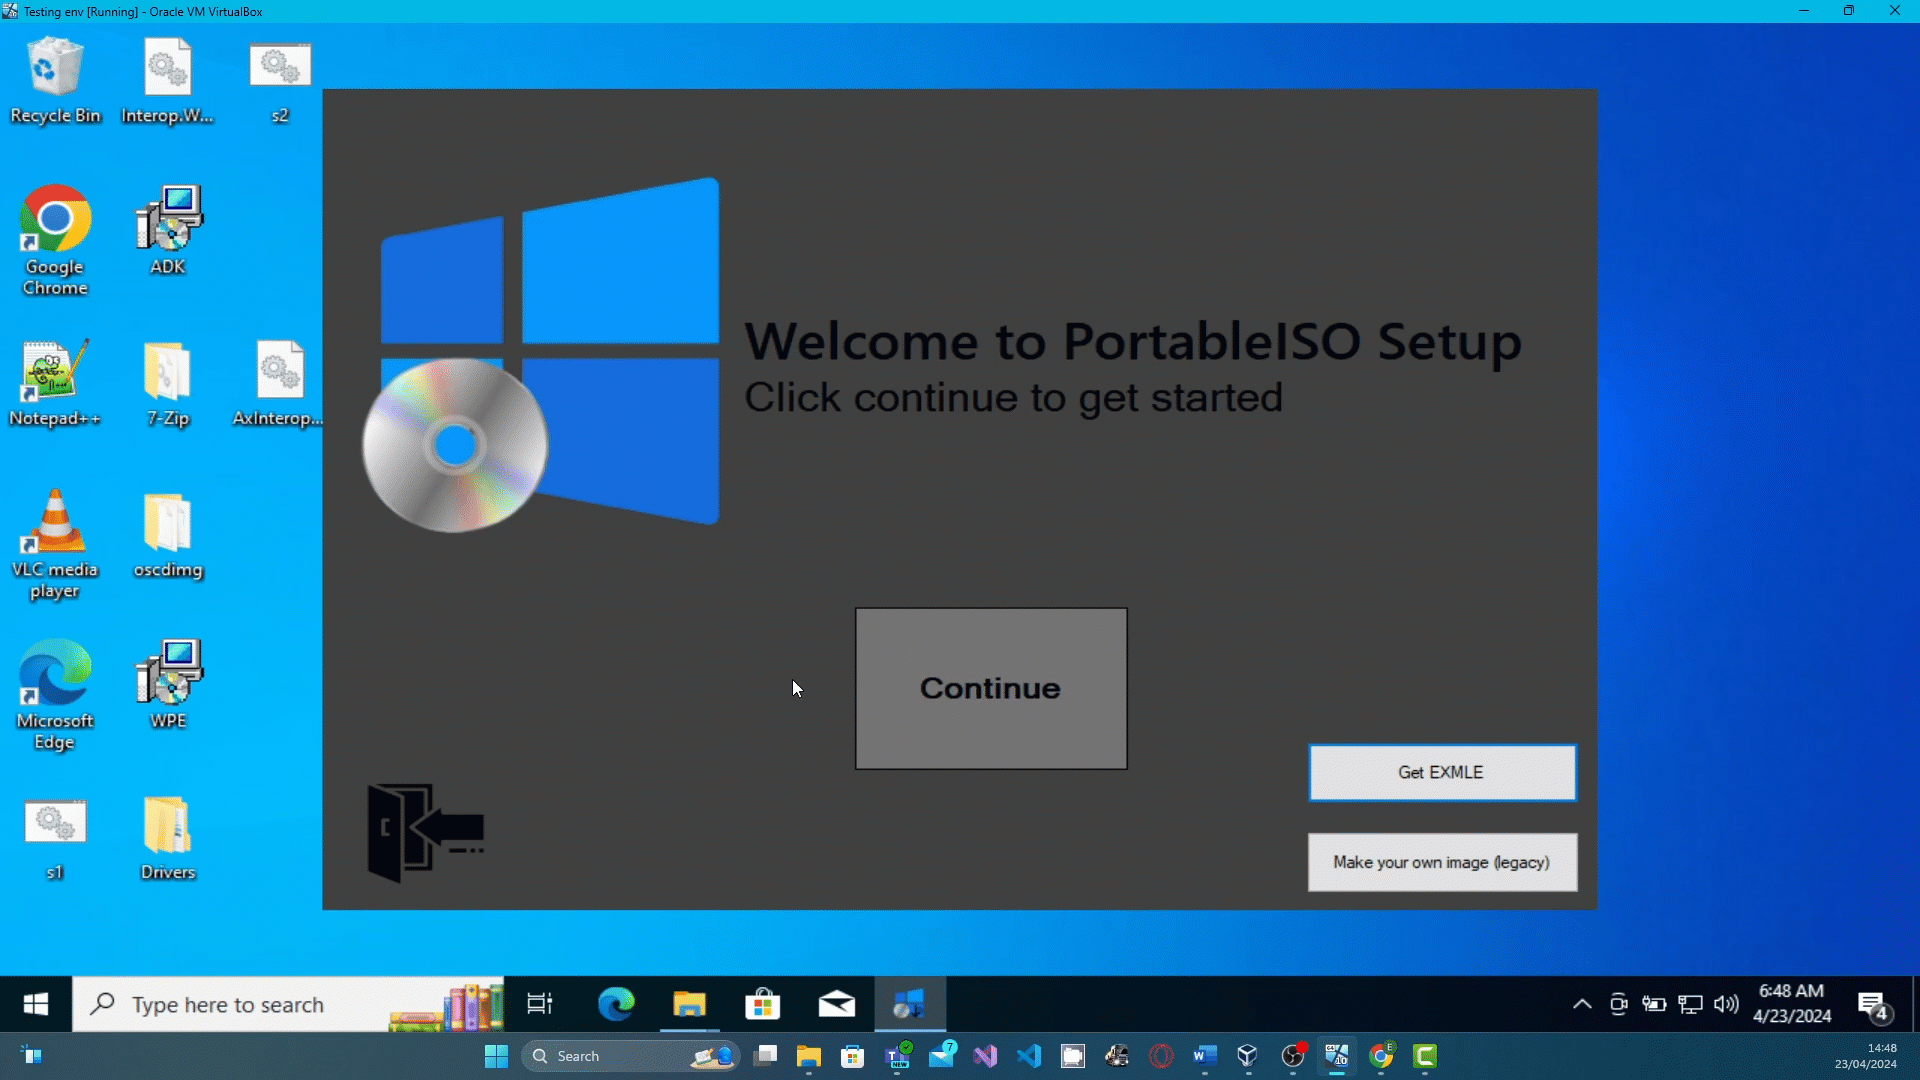 Testing env [Running] - Oracle VM VirtualBox
Recycle Bin
Interop.W...
s2
Google
Chrome
ADK
Notepad++
7-Zip
AxInterop...
VLC media
player
oscdimg
Microsoft
Edge
WPE
s1
Drivers
Welcome to PortableISO Setup
Click continue to get started
Continue
Get EXMLE
Make your own image (legacy)
Type here to search
6:48 AM
4/23/2024
4
Search
NEW
7
W
10
E
14:48
23/04/2024